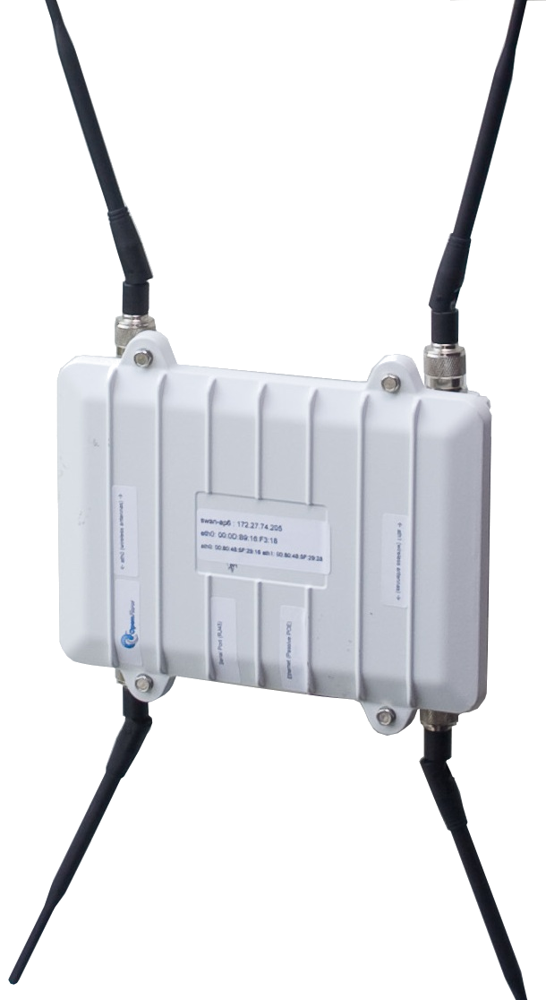 swan-ap6 : 172.27.74.205
eth0: 00:0D:B9:16:F3:18
ath0: 00:80:48:5F:29:16 ath1: 00:80:48:5F:29:28
<- ath0 (wireless antennas) ->
OpenFlow
Serial Port (RJ45)
Ethernet (Passive POE)
<- ath1 (wireless antennas) ->